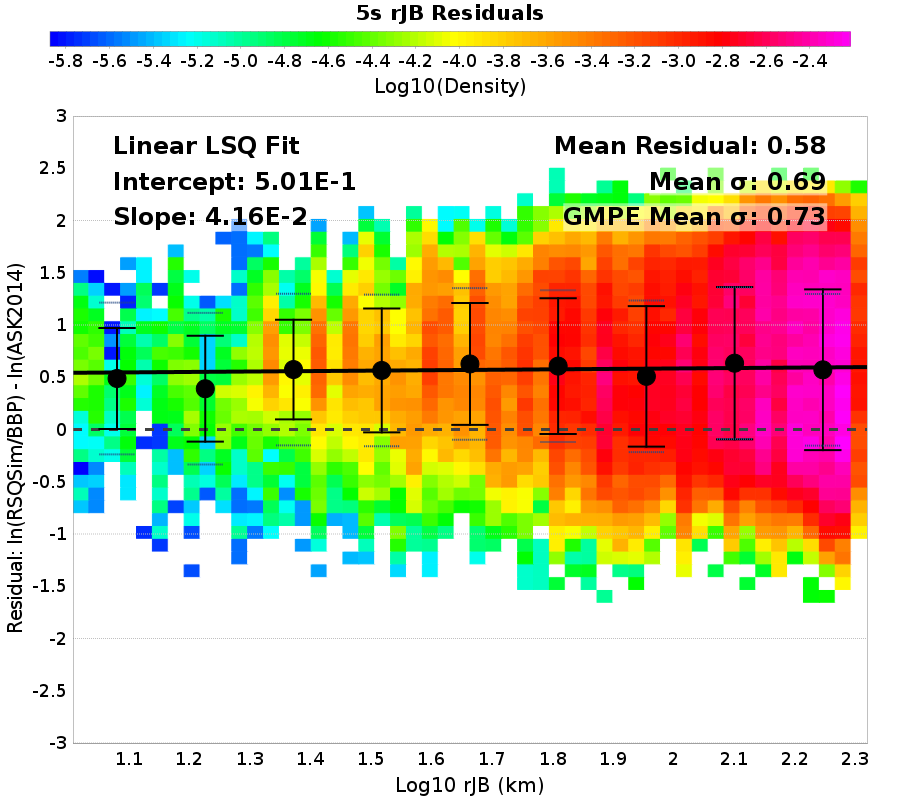 5s rJB Residuals
-5.8 -5.6 -5.4 -5.2 -5.0 -4.8 -4.6 -4.4 -4.2 -4.0 -3.8 -3.6 -3.4 -3.2 -3.0 -2.8 -2.6 -2.4
Log10(Density)
Linear LSQ Fit
Intercept: 5.01E-1
Slope: 4.16E-2
Mean Residual: 0.58
Mean σ: 0.69
GMPE Mean σ: 0.73
Residual: ln(RSQSim/BBP) - ln(ASK2014)
3
2.5
2
1.5
1
0.5
0
-0.5
-1
-1.5
-2
-2.5
-3
1.1 1.2 1.3 1.4 1.5 1.6 1.7 1.8 1.9 2 2.1 2.2 2.3
Log10 rJB (km)